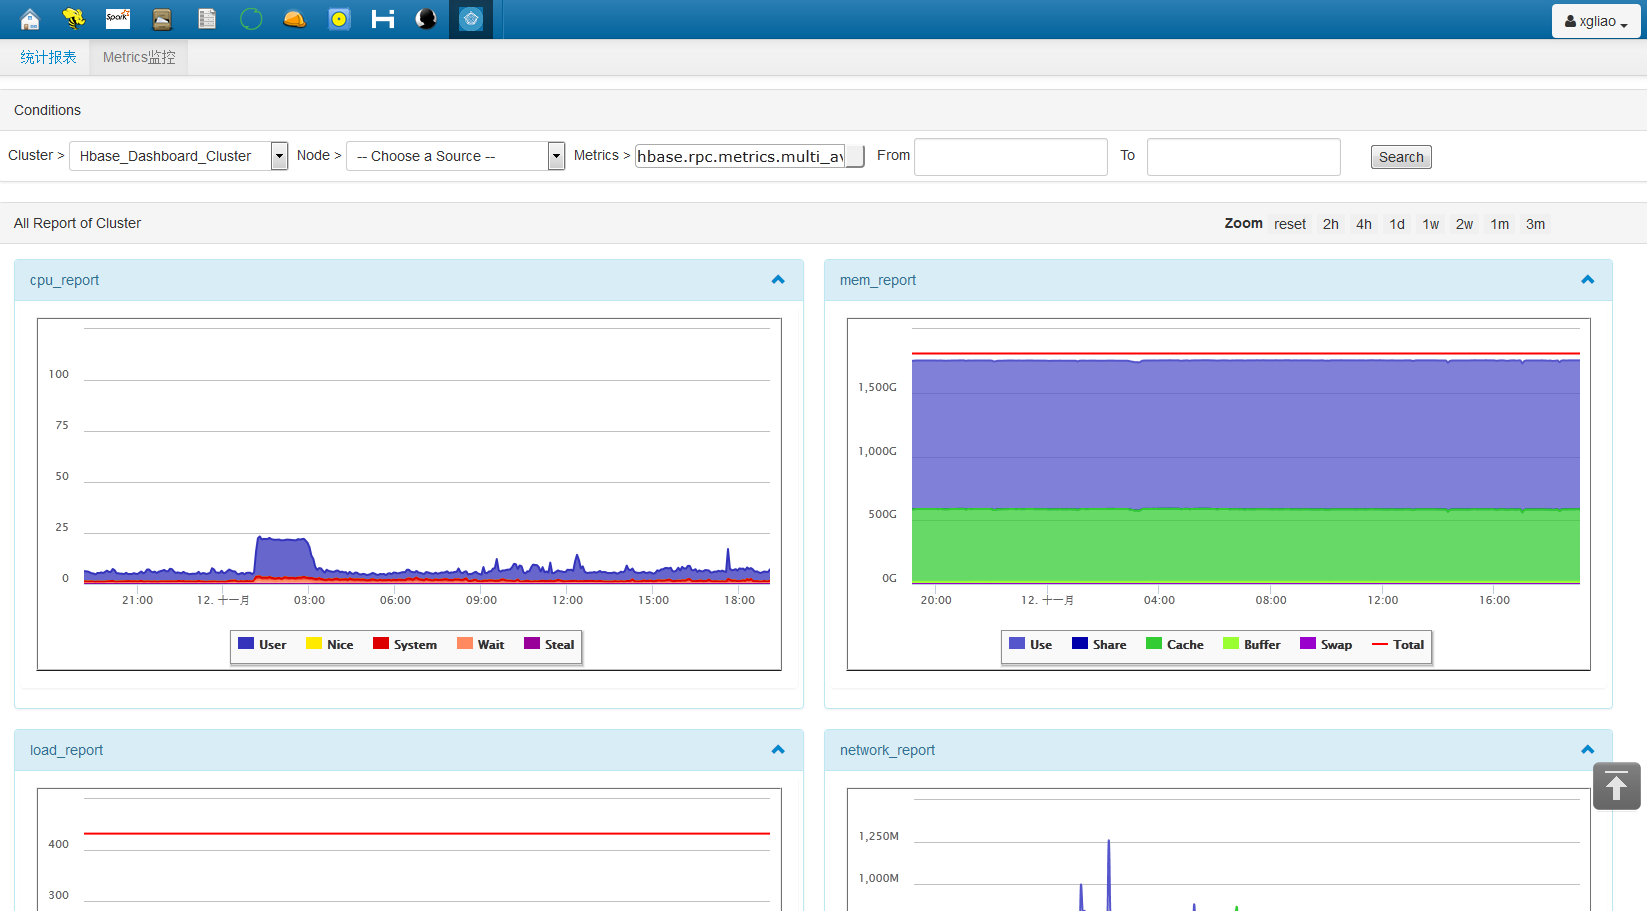 Spark
xgliao
统计报表 Metrics监控
Conditions
Cluster > Hbase_Dashboard_Cluster Node > -- Choose a Source -- Metrics > hbase.rpc.metrics.multi_av From To Search
All Report of Cluster Zoom reset 2h 4h 1d 1w 2w 1m 3m
cpu_report
100
75
50
25
0
21:00 12. 十一月 03:00 06:00 09:00 12:00 15:00 18:00
User Nice System Wait Steal
mem_report
1,500G
1,000G
500G
0G
20:00 12. 十一月 04:00 08:00 12:00 16:00
Use Share Cache Buffer Swap Total
load_report
400
300
network_report
1,250M
1,000M